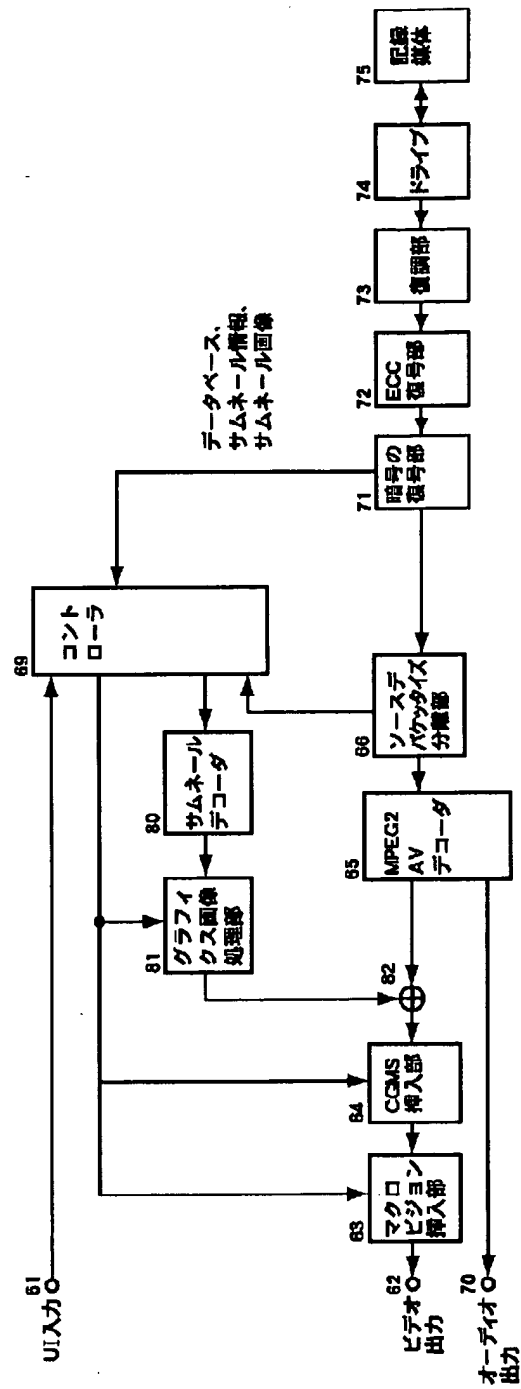 UI入力
61
69
コント
ローラ
データベース、
サムネール情報、
サムネール画像
80
サムネール
デコーダ
81
グラフィ
クス画像
処理部
82
ビデオ
出力
62
63
マクロ
ビジョン
挿入部
64
CGMS
挿入部
65
MPEG2
AV
デコーダ
66
ソースデ
パケッタイズ
分離部
71
暗号の
復号部
72
ECC
復号部
73
復調部
74
ドライブ
75
記録
媒体
オーディオ
出力
70